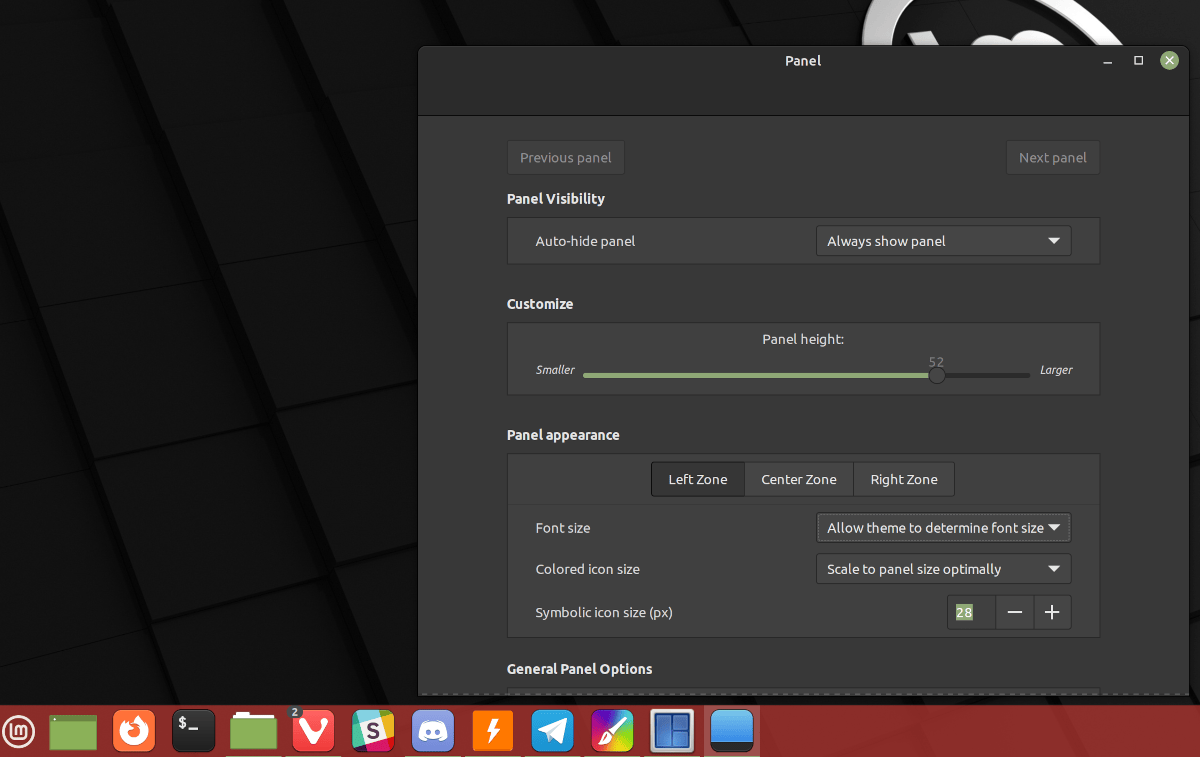 Panel
Previous panel
Next panel
Panel Visibility
Auto-hide panel
Always show panel
Customize
Panel height:
52
Smaller
Larger
Panel appearance
Left Zone
Center Zone
Right Zone
Font size
Allow theme to determine font size
Colored icon size
Scale to panel size optimally
Symbolic icon size (px)
28
General Panel Options
$_
2
S